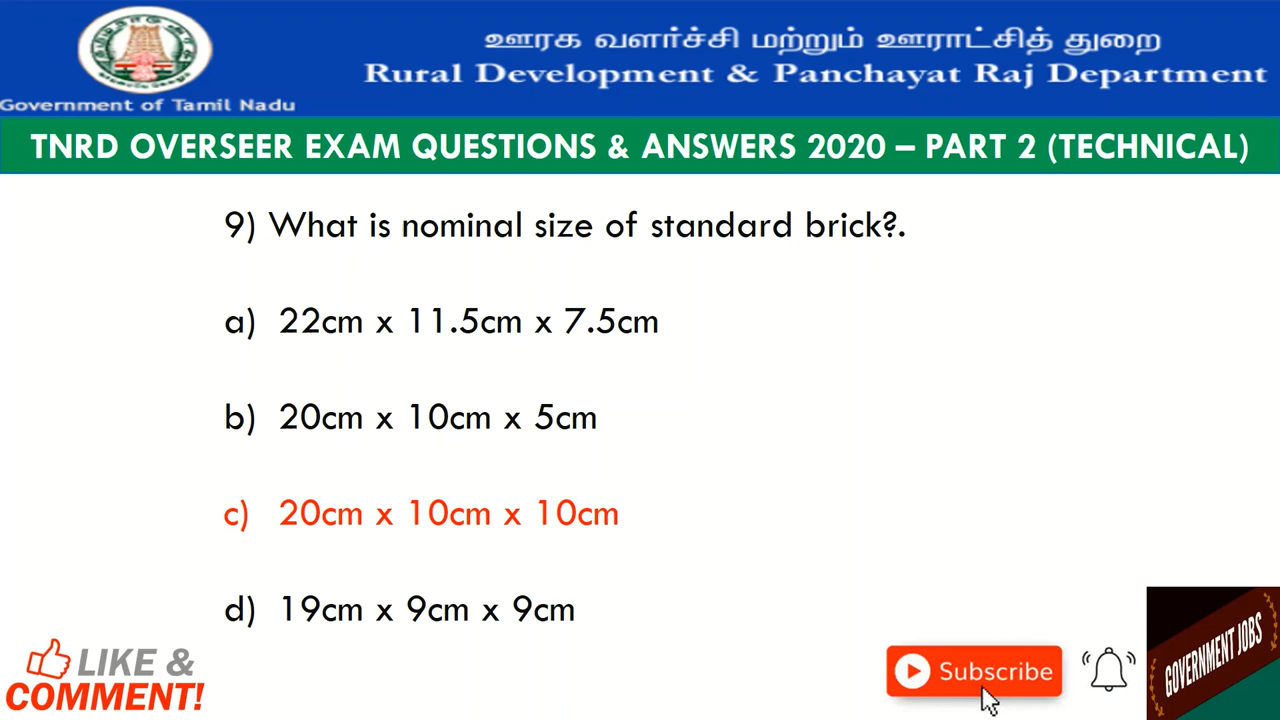 ஊரக வளர்ச்சி மற்றும் ஊராட்சித் துறை
Rural Development & Panchayat Raj Department
Government of Tamil Nadu
TNRD OVERSEER EXAM QUESTIONS & ANSWERS 2020 – PART 2 (TECHNICAL)
9) What is nominal size of standard brick?.
a) 22cm x 11.5cm x 7.5cm
b) 20cm x 10cm x 5cm
c) 20cm x 10cm x 10cm
d) 19cm x 9cm x 9cm
LIKE &
COMMENT!
Subscribe
GOVERNMENT JOBS